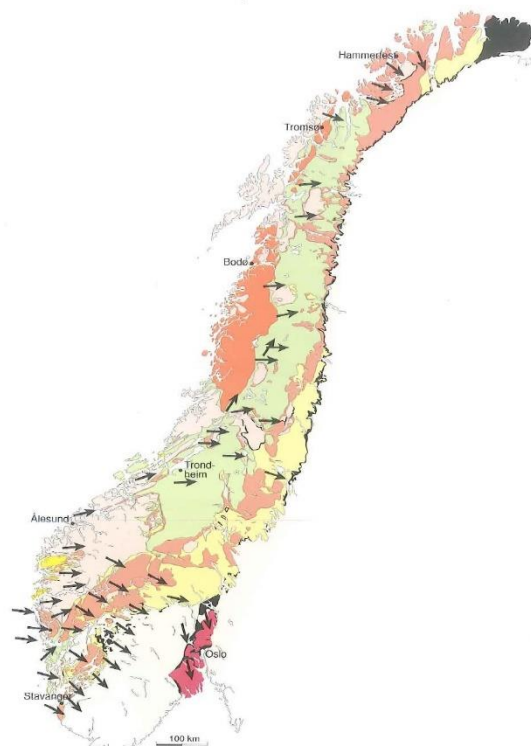 Hammerfest
Tromsø
Bodø
Trond-
heim
Ålesund
Oslo
Stavanger
100 km